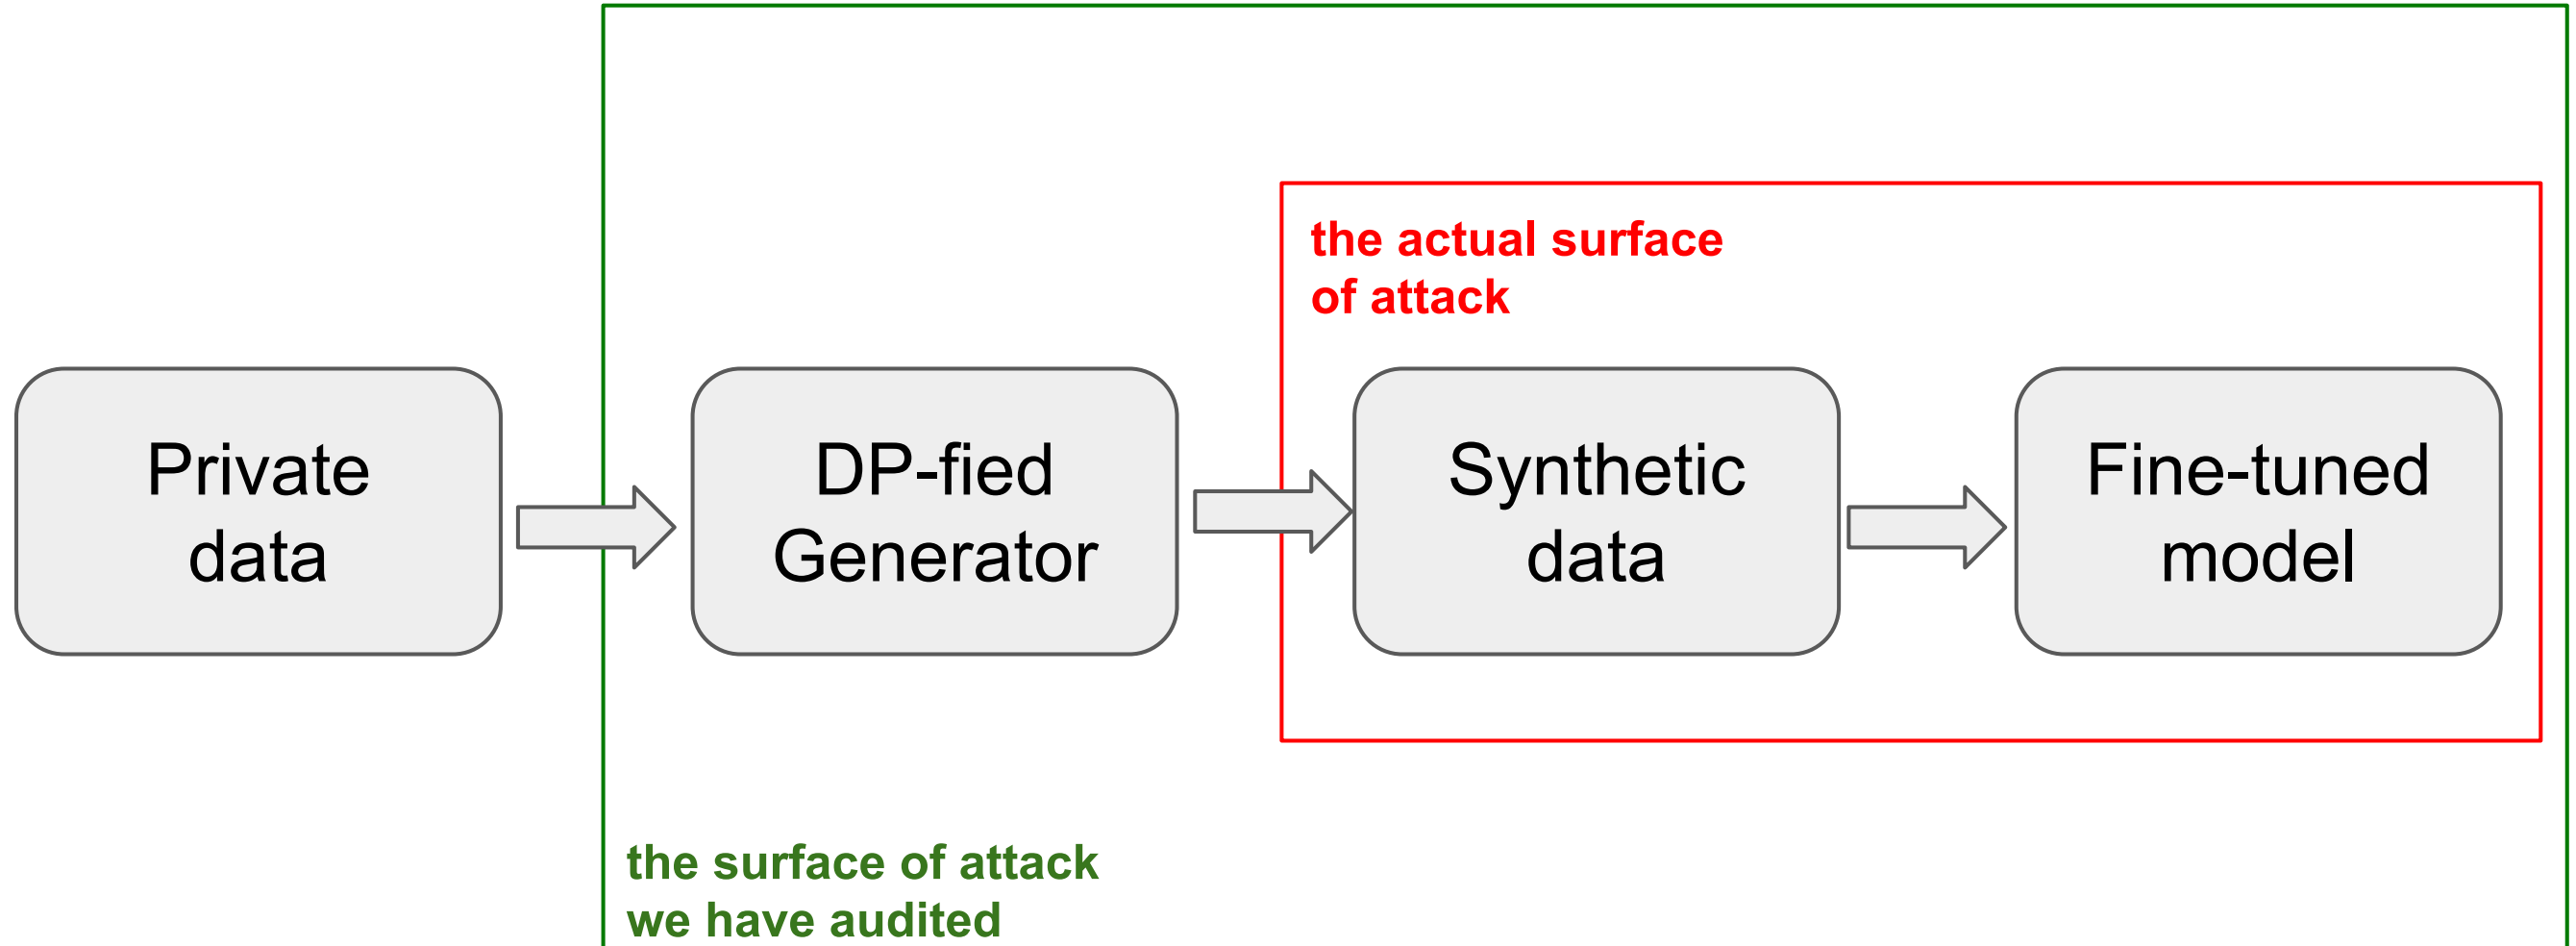 the actual surface
of attack
Private
data
DP-fied
Generator
Synthetic
data
Fine-tuned
model
the surface of attack
we have audited